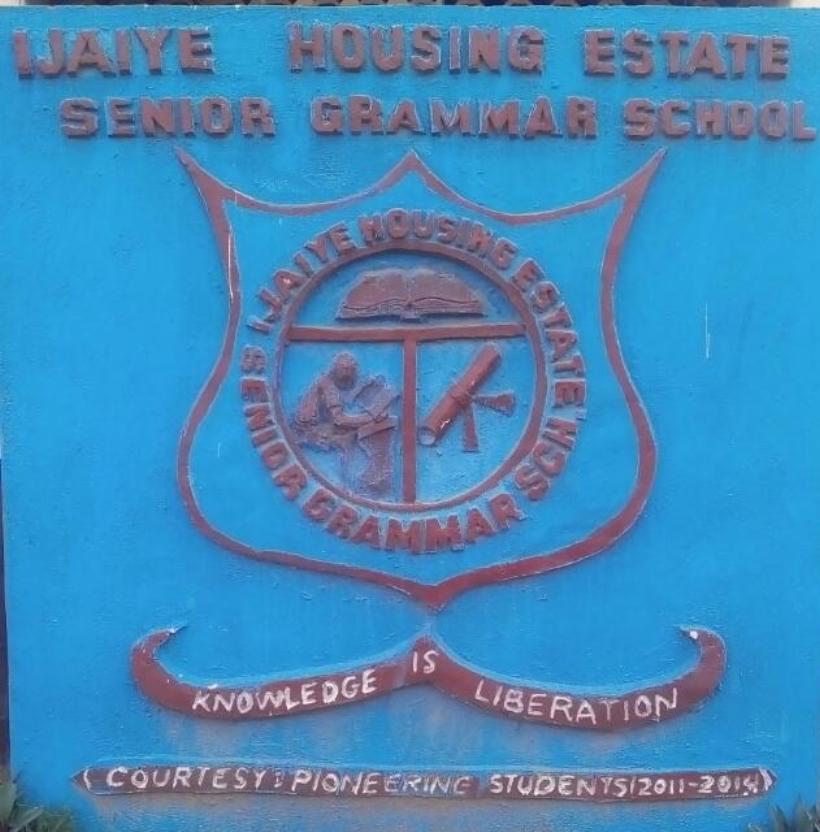 IJAIYE HOUSING ESTATE
SENIOR GRAMMAR SCHOOL
IJAIYE HOUSING ESTATE
SENIOR GRAMMAR SCH
KNOWLEDGE IS LIBERATION
COURTESY: PIONEERING STUDENTS/2011-2014